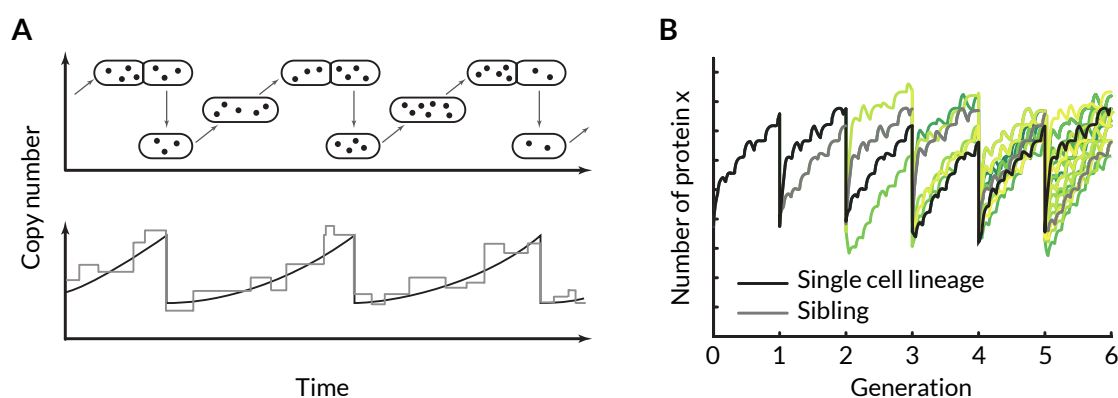 A
Copy number
Time
B
Number of protein x
Single cell lineage
Sibling
0 1 2 3 4 5 6
Generation